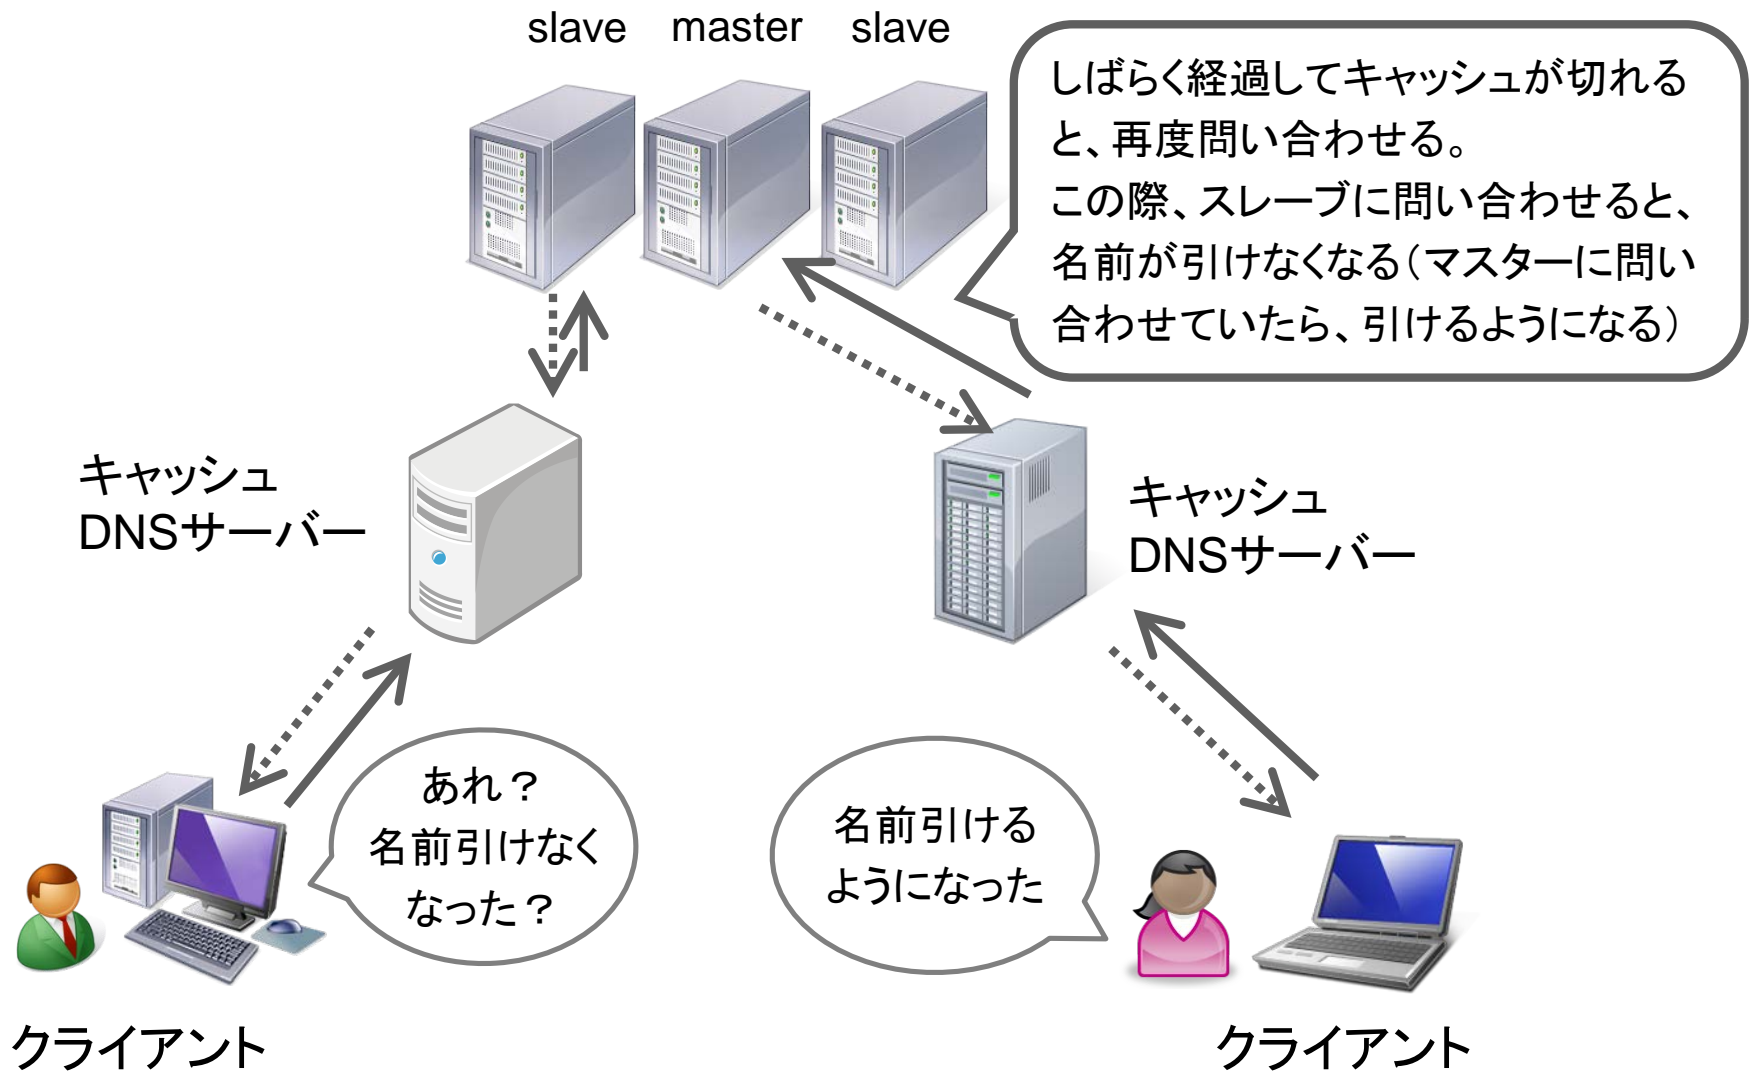 slave master slave
しばらく経過してキャッシュが切れる
と、再度問い合わせる。
この際、スレーブに問い合わせると、
名前が引けなくなる（マスターに問い
合わせていたら、引けるようになる）
キャッシュ
DNSサーバー
キャッシュ
DNSサーバー
あれ？
名前引けなく
なった？
名前引ける
ようになった
クライアント
クライアント